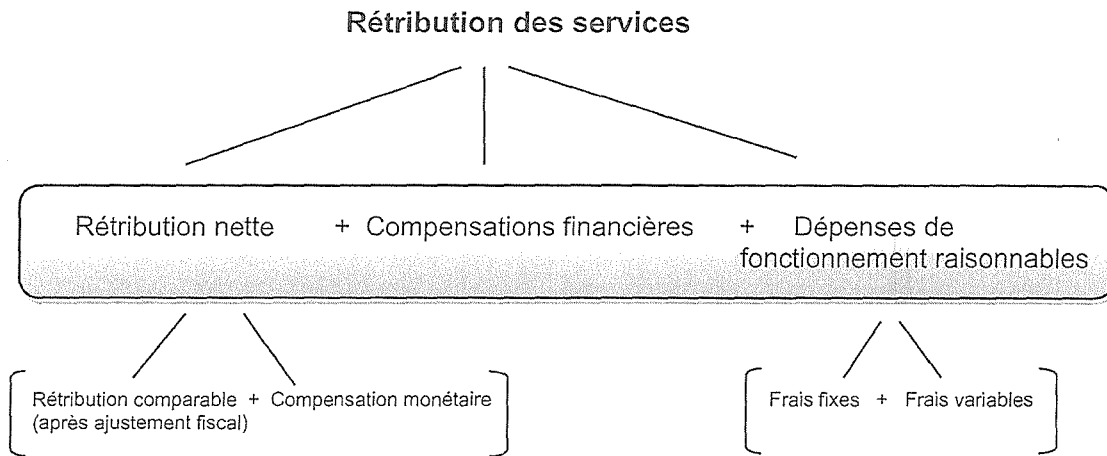 Rétribution des services
Rétribution nette + Compensations financières + Dépenses de
fonctionnement raisonnables
Rétribution comparable + Compensation monétaire
(après ajustement fiscal)
Frais fixes + Frais variables